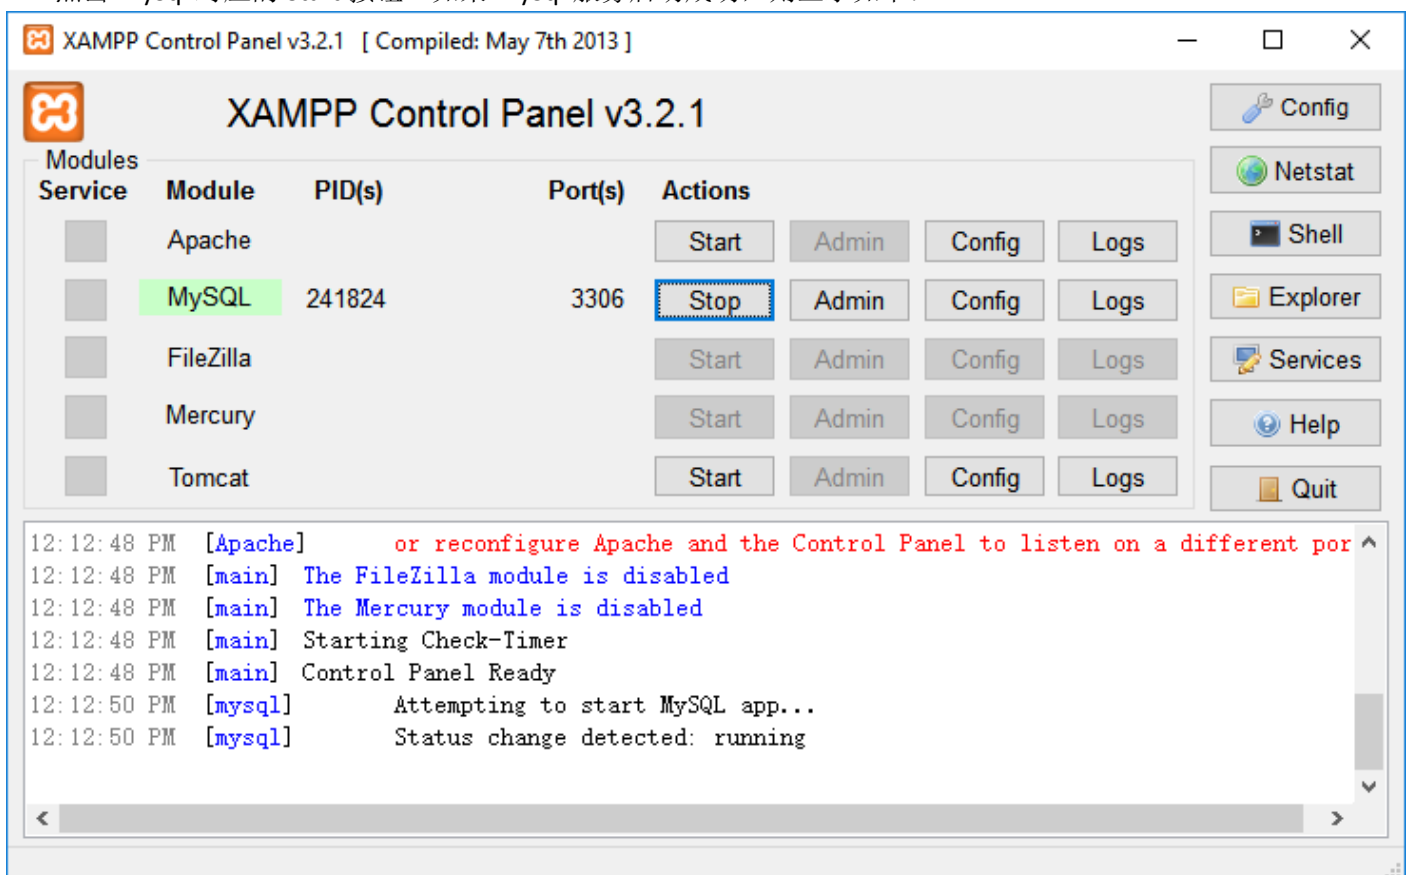 XAMPP Control Panel v3.2.1 [ Compiled: May 7th 2013 ]
XAMPP Control Panel v3.2.1
Config
Modules
Netstat
Service Module PID(s) Port(s) Actions
Apache Start Admin Config Logs
Shell
MySQL 241824 3306 Stop Admin Config Logs
Explorer
FileZilla Start Admin Config Logs
Services
Mercury Start Admin Config Logs
Help
Tomcat Start Admin Config Logs
Quit
12:12:48 PM [Apache] or reconfigure Apache and the Control Panel to listen on a different por
12:12:48 PM [main] The FileZilla module is disabled
12:12:48 PM [main] The Mercury module is disabled
12:12:48 PM [main] Starting Check-Timer
12:12:48 PM [main] Control Panel Ready
12:12:50 PM [mysql] Attempting to start MySQL app...
12:12:50 PM [mysql] Status change detected: running